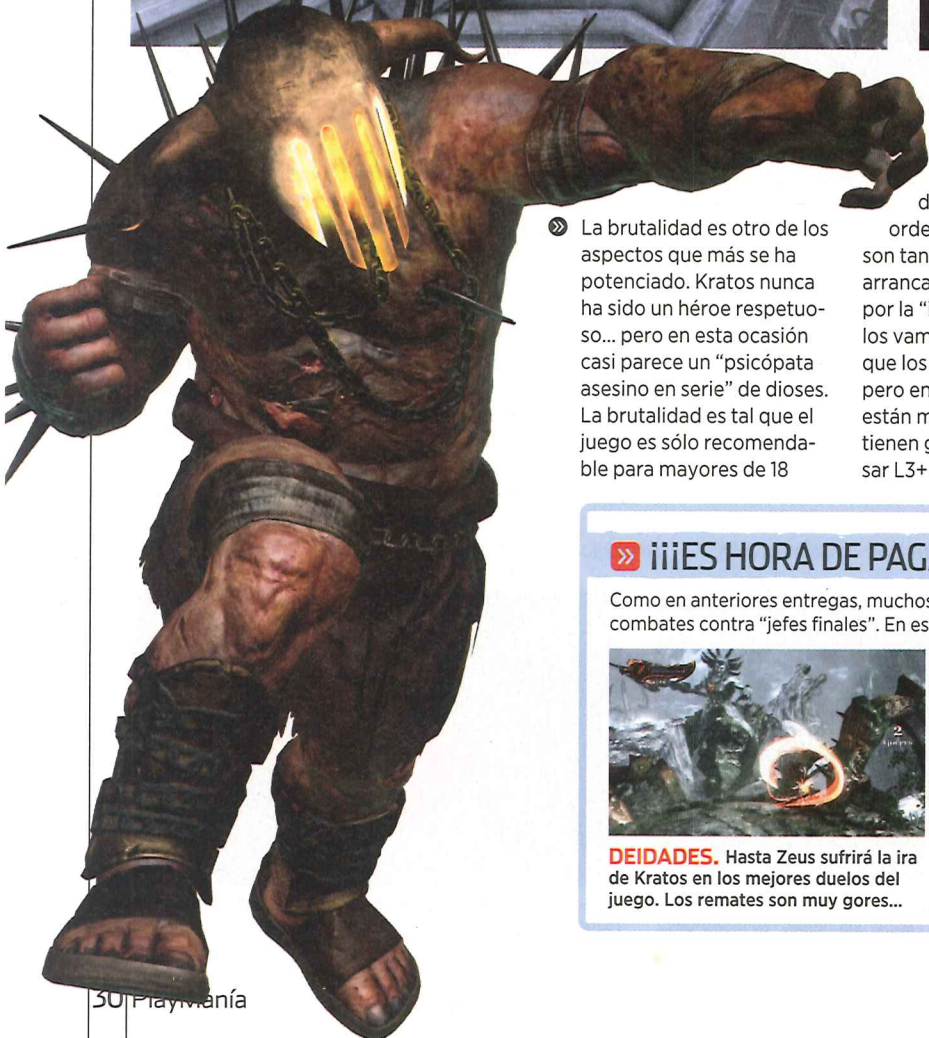 La brutalidad es otro de los
aspectos que más se ha
potenciado. Kratos nunca
ha sido un héroe respetuo-
so... pero en esta ocasión
casi parece un “psicópata
asesino en serie” de dioses.
La brutalidad es tal que el
juego es sólo recomenda-
ble para mayores de 18
d
orde
son tan
arranca
por la “i
los vam
que los
pero en
están m
tienen g
sar L3+
¡¡¡ES HORA DE PAGA
Como en anteriores entregas, muchos
combates contra “jefes finales”. En es
2
DEIDADES. Hasta Zeus sufrirá la ira
de Kratos en los mejores duelos del
juego. Los remates son muy gores...
30 PlayManía